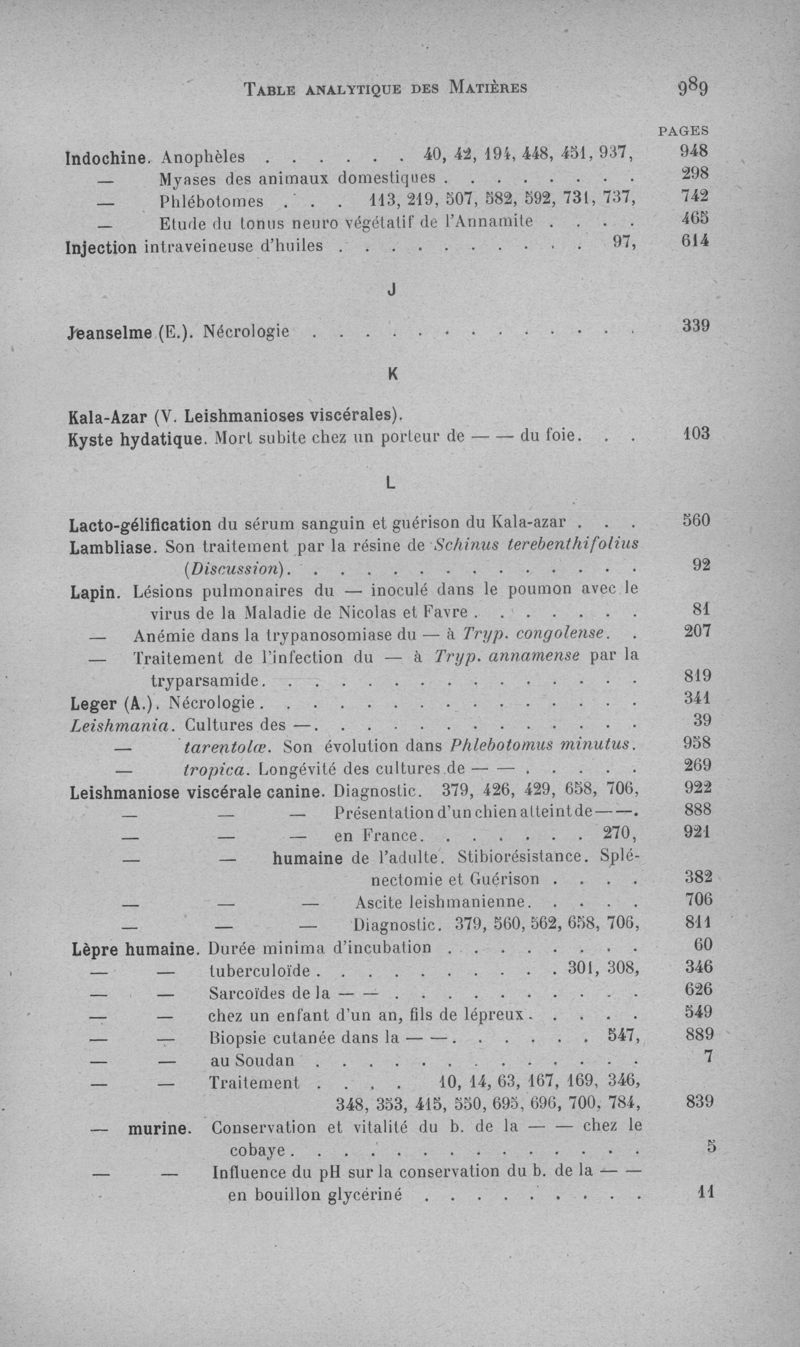 TABLE ANALYTIQUE DES MATIÈRES 989
PAGES
Indochine. Anophèles . . . . . . 40, 42, 194, 448, 451, 937, 948
— Myases des animaux domestiques . . . . . . . . 298
— Phlébotomes . . . 113, 219, 507, 582, 592, 731, 737, 742
— Etude du tonus neuro végétatif de l'Annamite . . . . 465
Injection intraveineuse d'huiles . . . . . . . . . . 97, 614
J
Jeanselme (E.). Nécrologie . . . . . . . . . . . . . 339
K
Kala-Azar (V. Leishmanioses viscérales).
Kyste hydatique. Mort subite chez un porteur de — — du foie. . . 103
L
Lacto-gélification du sérum sanguin et guérison du Kala-azar . . . 560
Lambliase. Son traitement par la résine de Schinus terebenthifolius
(Discussion). . . . . . . . . . . . . . 92
Lapin. Lésions pulmonaires du — inoculé dans le poumon avec le
virus de la Maladie de Nicolas et Favre . . . . . . . 81
— Anémie dans la trypanosomiase du — à Tryp. congolense. . 207
— Traitement de l'infection du — à Tryp. annamense par la
tryparsamide. . . . . . . . . . . . . . . 819
Leger (A.). Nécrologie . . . . . . . . . . . . . . . 341
Leishmania. Cultures des —. . . . . . . . . . . . . 39
— tarentolœ. Son évolution dans Phlebotomus minutus. 958
— tropica. Longévité des cultures de — — . . . . . 269
Leishmaniose viscérale canine. Diagnostic. 379, 426, 429, 658, 706, 922
— — — Présentation d'un chien atteint de — —. 888
— — — en France. . . . . . . 270, 921
— — humaine de l'adulte. Stibiorésistance. Splé-
nectomie et Guérison . . . . 382
— — — Ascite leishmanienne. . . . . 706
— — — Diagnostic. 379, 560, 562, 658, 706, 811
Lèpre humaine. Durée minima d'incubation . . . . . . . . 60
— — tuberculoïde . . . . . . . . . . 301, 308, 346
— — Sarcoïdes de la — — . . . . . . . . . . 626
— — chez un enfant d'un an, fils de lépreux . . . . . 549
— — Biopsie cutanée dans la — —. . . . . . 547, 889
— — au Soudan . . . . . . . . . . . . . 7
— — Traitement . . . . 10, 14, 63, 167, 169, 346,
348, 353, 415, 550, 695, 696, 700, 784, 839
— murine. Conservation et vitalité du b. de la — — chez le
cobaye . . . . . . . . . . . . . . 5
— — Influence du pH sur la conservation du b. de la — —
en bouillon glycériné . . . . . . . . . 11